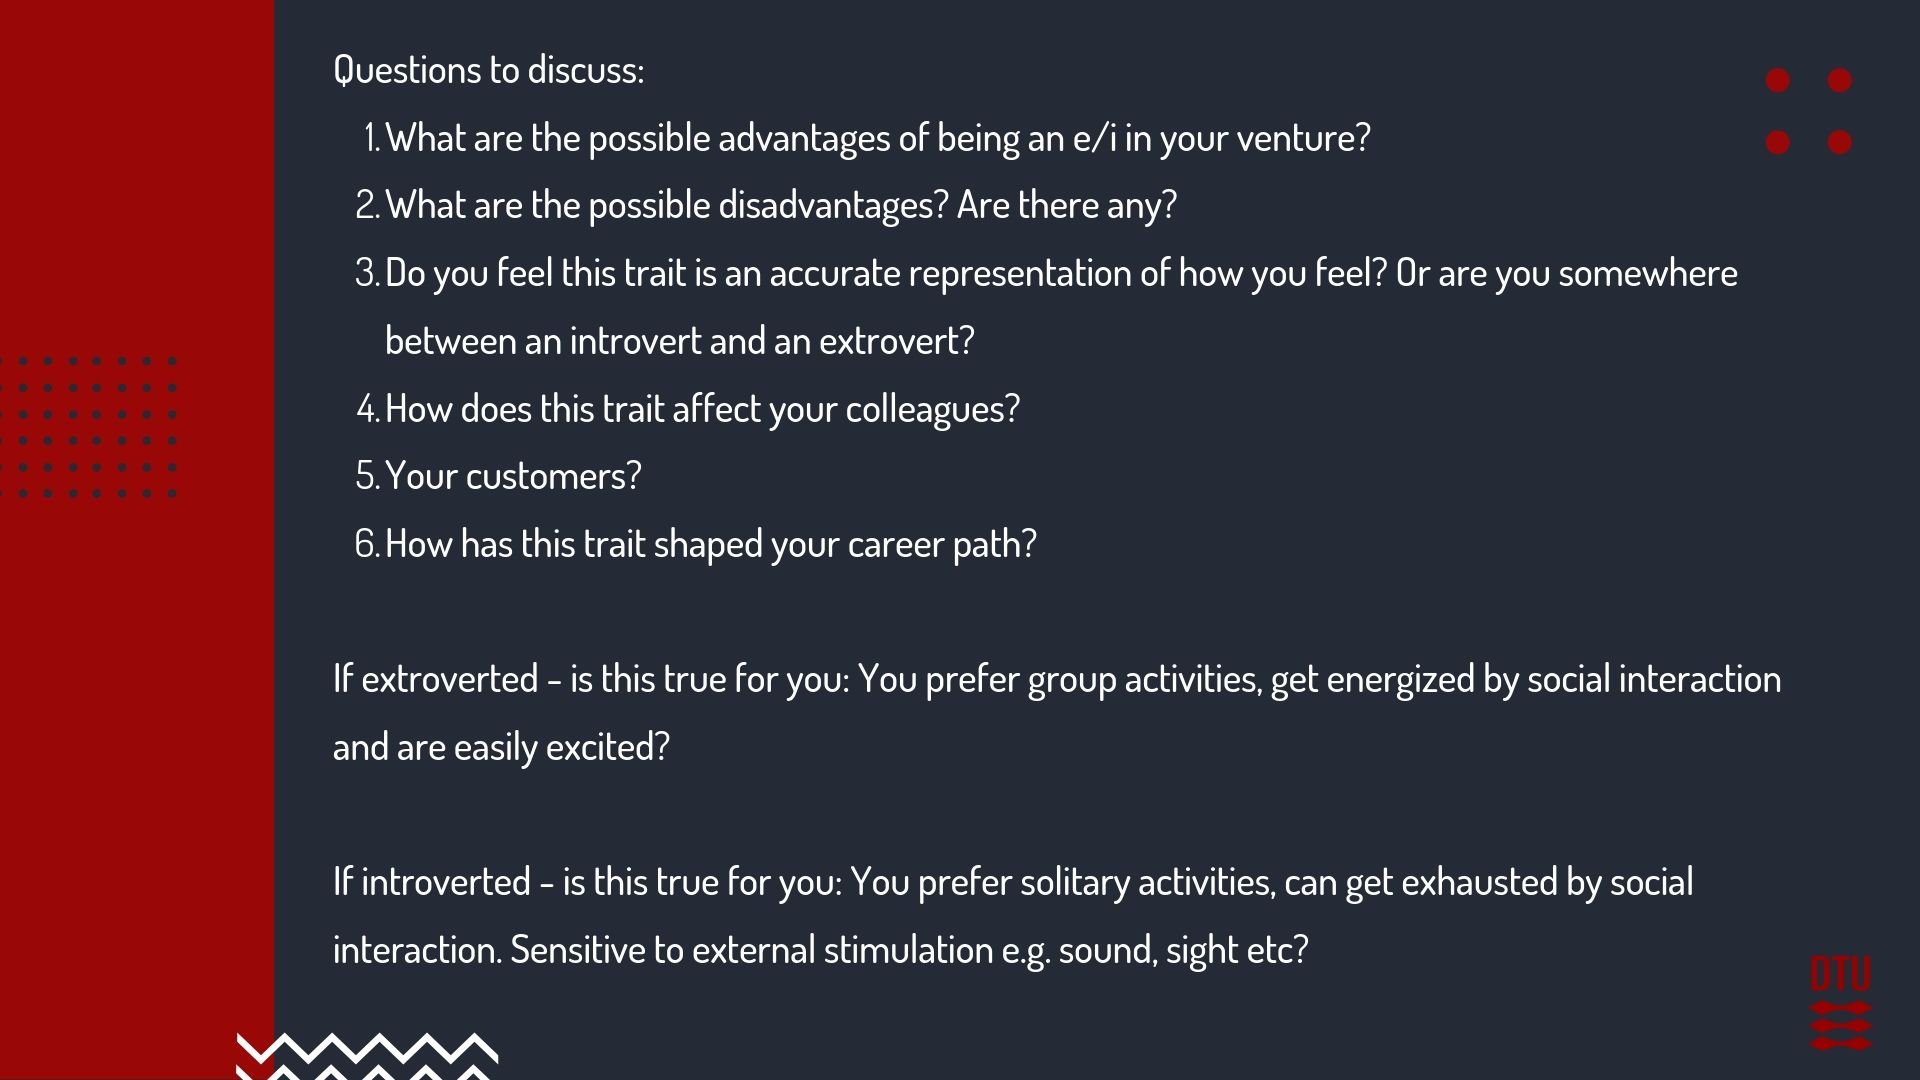 Questions to discuss:
1. What are the possible advantages of being an e/i in your venture?
2. What are the possible disadvantages? Are there any?
3. Do you feel this trait is an accurate representation of how you feel? Or are you somewhere
between an introvert and an extrovert?
4. How does this trait affect your colleagues?
5. Your customers?
6. How has this trait shaped your career path?
If extroverted - is this true for you: You prefer group activities, get energized by social interaction
and are easily excited?
If introverted - is this true for you: You prefer solitary activities, can get exhausted by social
interaction. Sensitive to external stimulation e.g. sound, sight etc?
DTU